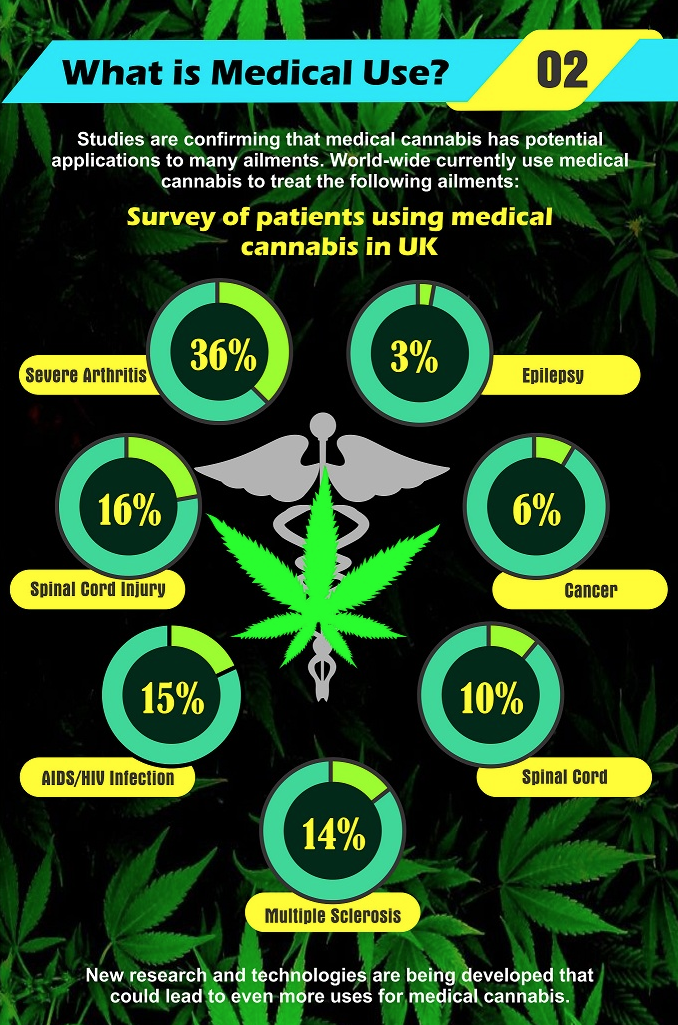 What is Medical Use?
02
Studies are confirming that medical cannabis has potential
applications to many ailments. World-wide currently use medical
cannabis to treat the following ailments:
Survey of patients using medical
cannabis in UK
36%
Severe Arthritis
3%
Epilepsy
16%
Spinal Cord Injury
6%
Cancer
15%
AIDS/HIV Infection
10%
Spinal Cord
14%
Multiple Sclerosis
New research and technologies are being developed that
could lead to even more uses for medical cannabis.